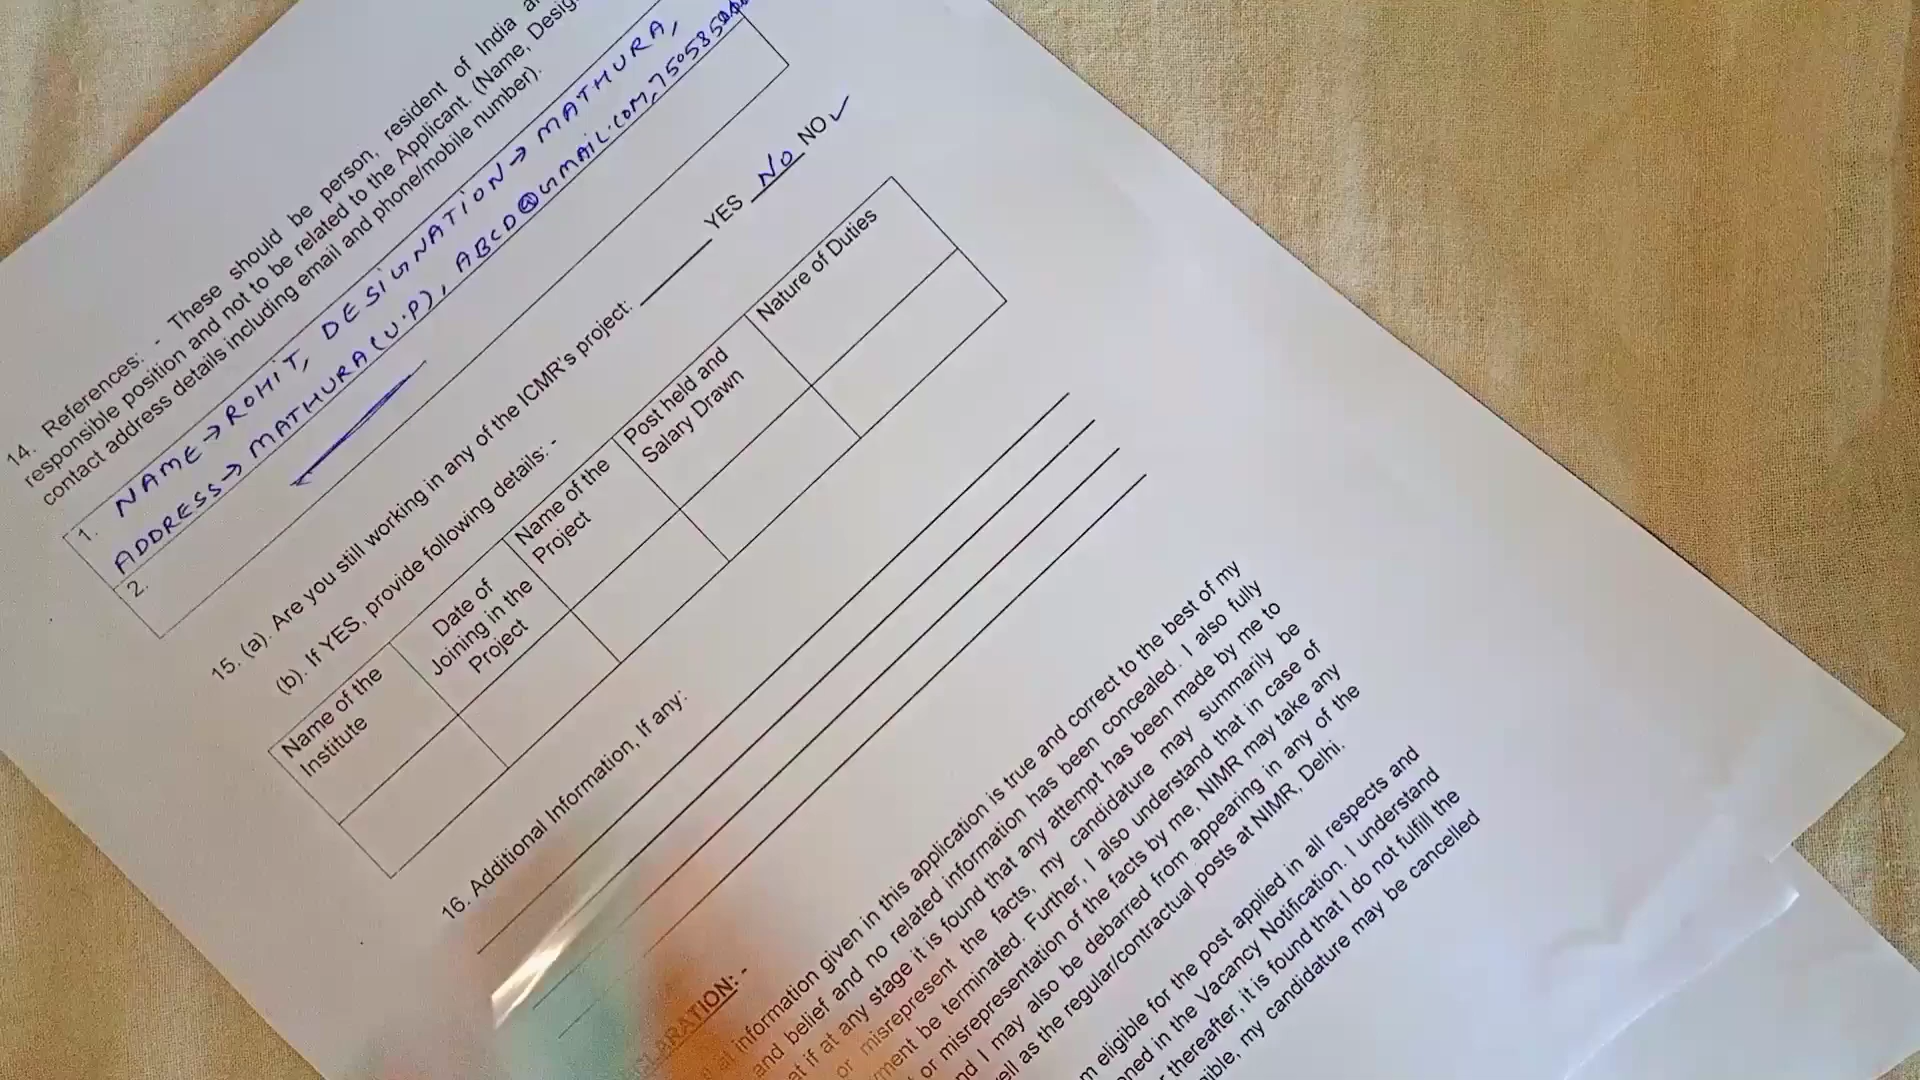 14. References: - These should be person, resident of India
responsible position and not to be related to the Applicant. (Name,
contact address details including email and phone/mobile number).
1. NAME→ROHIT, DESIGNATION→MATHURA,
ADDRESS→MATHURA(U.P), ABCD@GMAIL.COM,
2.
15. (a). Are you still working in any of the ICMR's project: ______ YES NO NO ✓
(b). If YES, provide following details: -
Name of the Institute
Date of Joining in the Project
Name of the Project
Post held and Salary Drawn
Nature of Duties
16. Additional Information, If any:
information given in this application is true and correct to the best of my
and belief and no related information has been concealed. I also fully
if at any stage it is found that any attempt has been made by me to
or misrepresent the facts, my candidature may summarily be
be terminated. Further, I also understand that in case of
or misrepresentation of the facts by me, NIMR may take any
and I may also be debarred from appearing in any of the
as the regular/contractual posts at NIMR, Delhi.
eligible for the post applied in all respects and
in the Vacancy Notification. I understand
thereafter, it is found that I do not fulfill the
my candidature may be cancelled